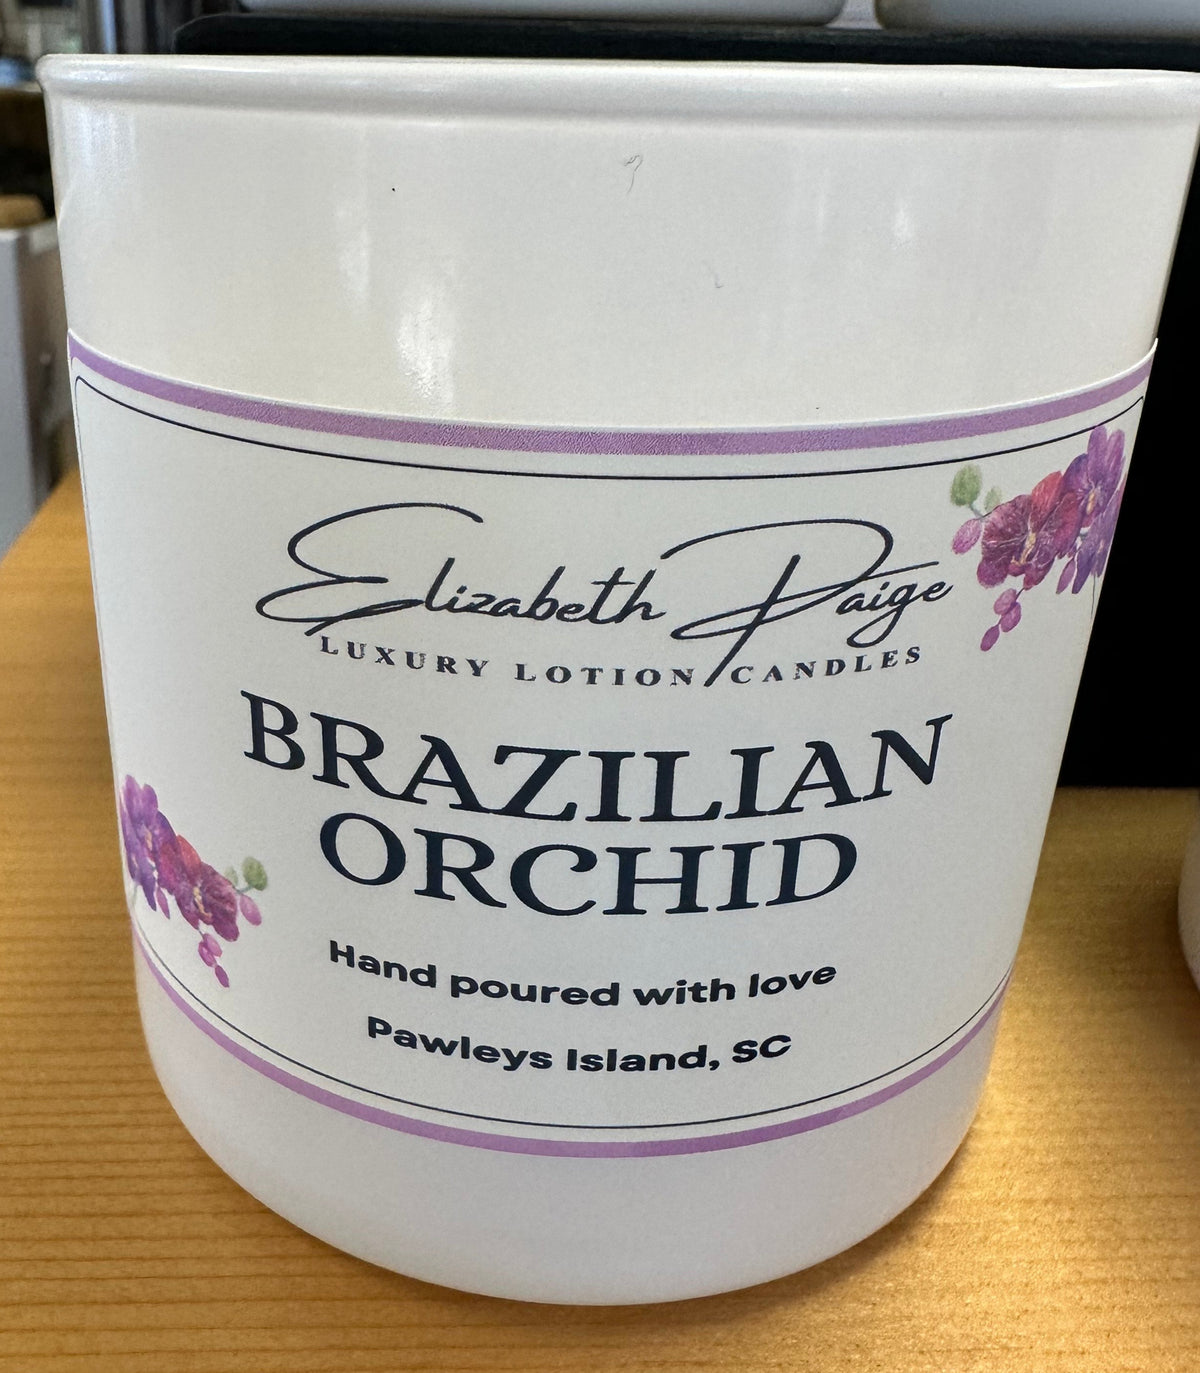 Elizabeth Paige
LUXURY LOTION CANDLES
BRAZILIAN
ORCHID
Hand poured with love
Pawleys Island, SC